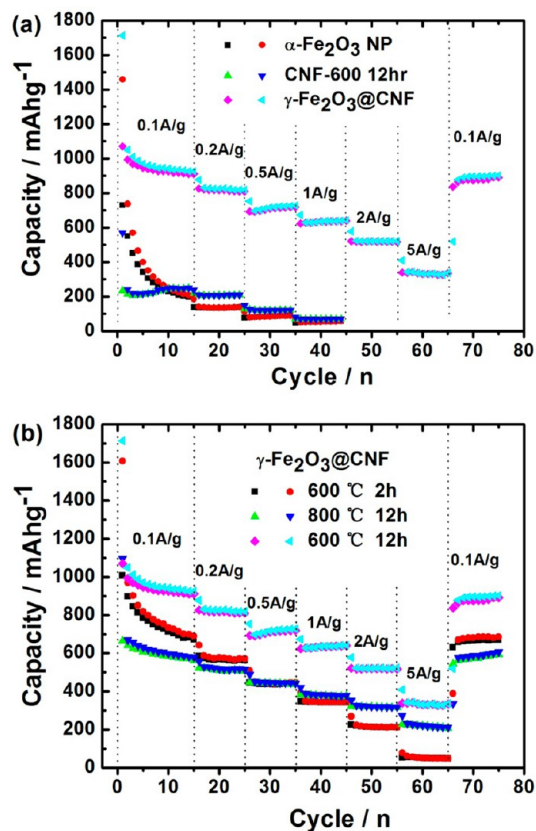 (a)
1800
1600
1400
1200
1000
800
600
400
200
0
Capacity / mAhg-1
α-Fe2O3 NP
CNF-600 12hr
γ-Fe2O3@CNF
0.1A/g
0.2A/g
0.5A/g
1A/g
2A/g
5A/g
0.1A/g
0 10 20 30 40 50 60 70 80
Cycle / n
(b)
1800
1600
1400
1200
1000
800
600
400
200
0
Capacity / mAhg-1
γ-Fe2O3@CNF
600 ℃ 2h
800 ℃ 12h
600 ℃ 12h
0.1A/g
0.2A/g
0.5A/g
1A/g
2A/g
5A/g
0.1A/g
0 10 20 30 40 50 60 70 80
Cycle / n